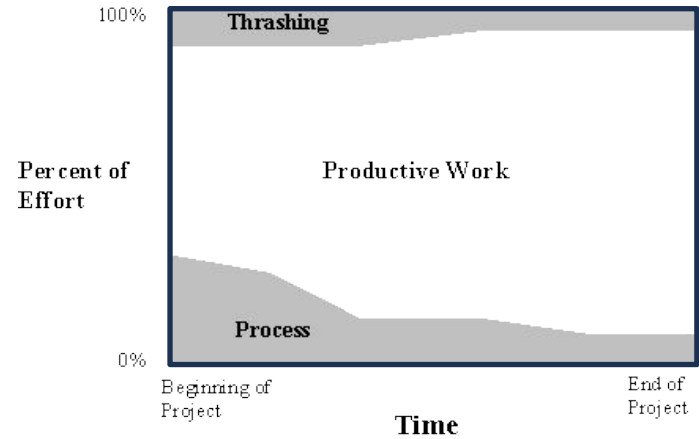 100%
Thrashing
Percent of
Effort
Productive Work
Process
0%
Beginning of
Project
End of
Project
Time